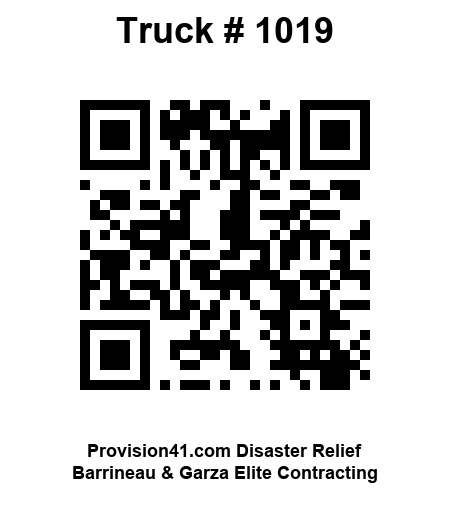 Truck # 1019
Provision41.com Disaster Relief
Barrineau & Garza Elite Contracting